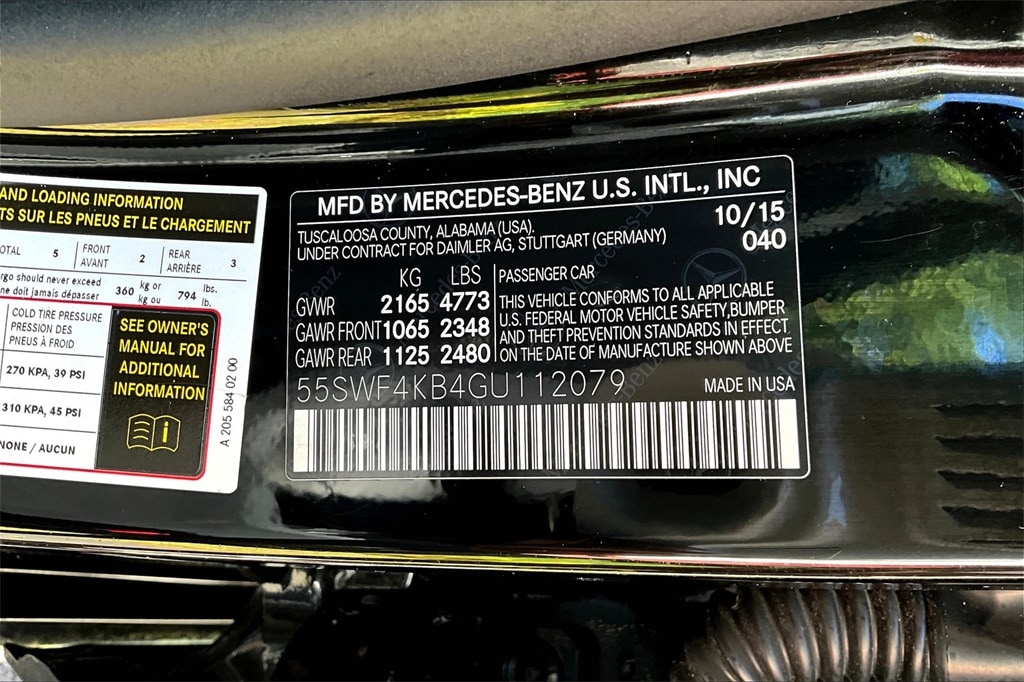 AND LOADING INFORMATION
TS SUR LES PNEUS ET LE CHARGEMENT
OTAL 5 FRONT AVANT 2 REAR ARRIÈRE 3
rgo should never exceed
ne doit jamais dépasser 360 kg or kg ou 794 lbs. lb.
COLD TIRE PRESSURE
PRESSION DES
PNEUS À FROID
270 KPA, 39 PSI
310 KPA, 45 PSI
NONE / AUCUN
SEE OWNER'S
MANUAL FOR
ADDITIONAL
INFORMATION
A 205 584 02 00
MFD BY MERCEDES-BENZ U.S. INTL., INC
TUSCALOOSA COUNTY, ALABAMA (USA).
UNDER CONTRACT FOR DAIMLER AG, STUTTGART (GERMANY)
10/15
040
KG LBS
GVWR 2165 4773
GAWR FRONT 1065 2348
GAWR REAR 1125 2480
PASSENGER CAR
THIS VEHICLE CONFORMS TO ALL APPLICABLE
U.S. FEDERAL MOTOR VEHICLE SAFETY, BUMPER
AND THEFT PREVENTION STANDARDS IN EFFECT
ON THE DATE OF MANUFACTURE SHOWN ABOVE
55SWF4KB4GU112079
MADE IN USA